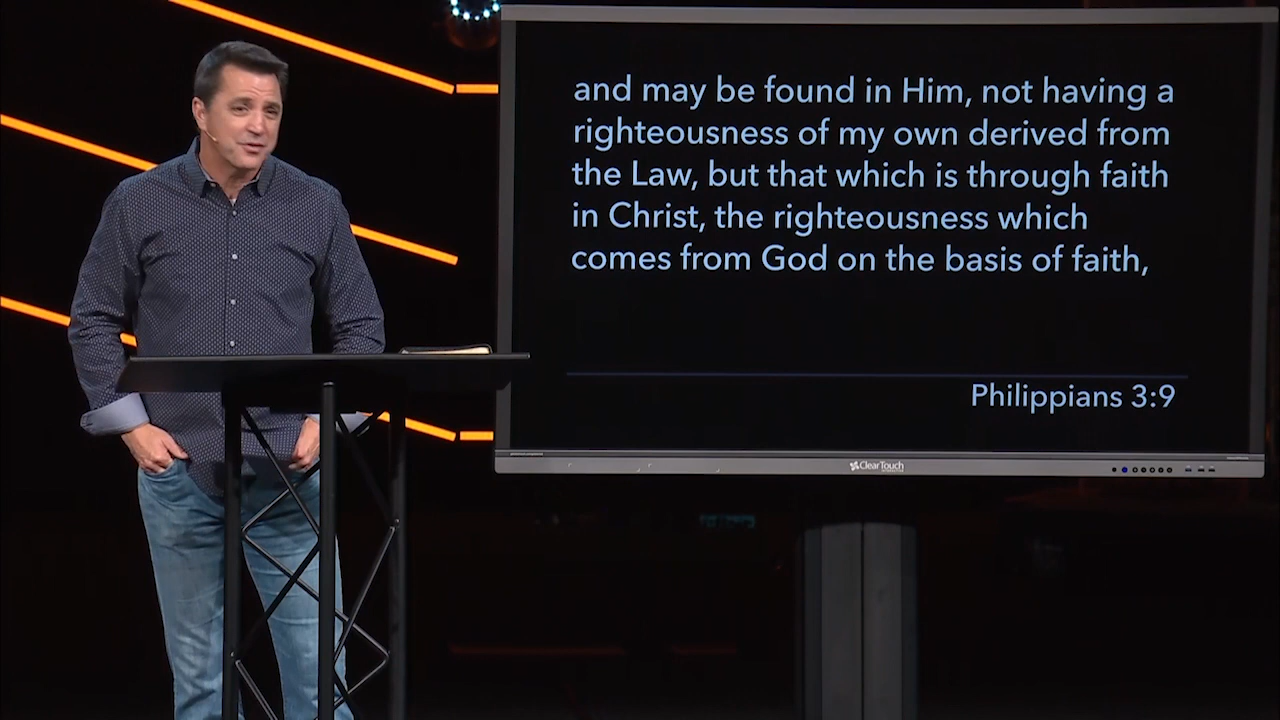 and may be found in Him, not having a
righteousness of my own derived from
the Law, but that which is through faith
in Christ, the righteousness which
comes from God on the basis of faith,
Philippians 3:9
ClearTouch